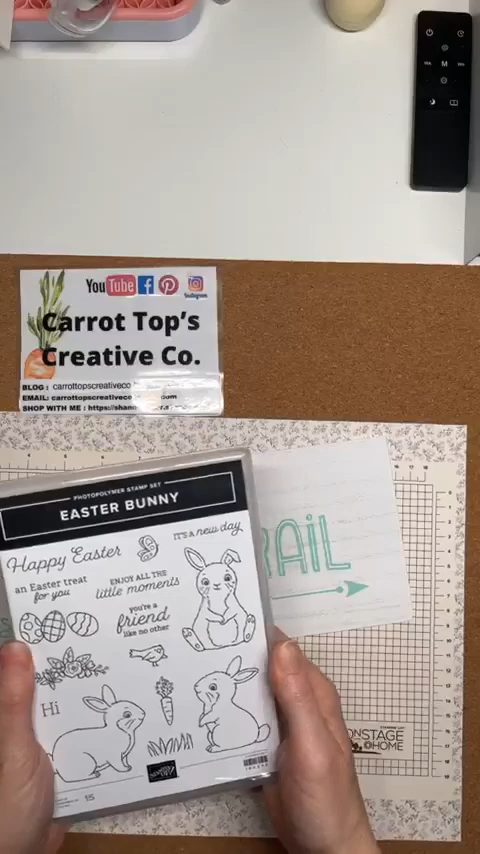 YouTube
Instagram
Carrot Top's
Creative Co.
BLOG : carrottopscreativeco
EMAIL: carrottopscreativeco .com
SHOP WITH ME : https://shann
PHOTOPOLYMER STAMP SET
EASTER BUNNY
Happy Easter
IT'S A new day
an Easter treat
for you
ENJOY ALL THE
little moments
you're a
friend
like no other
Hi
RAIL
ONSTAGE
@HOME